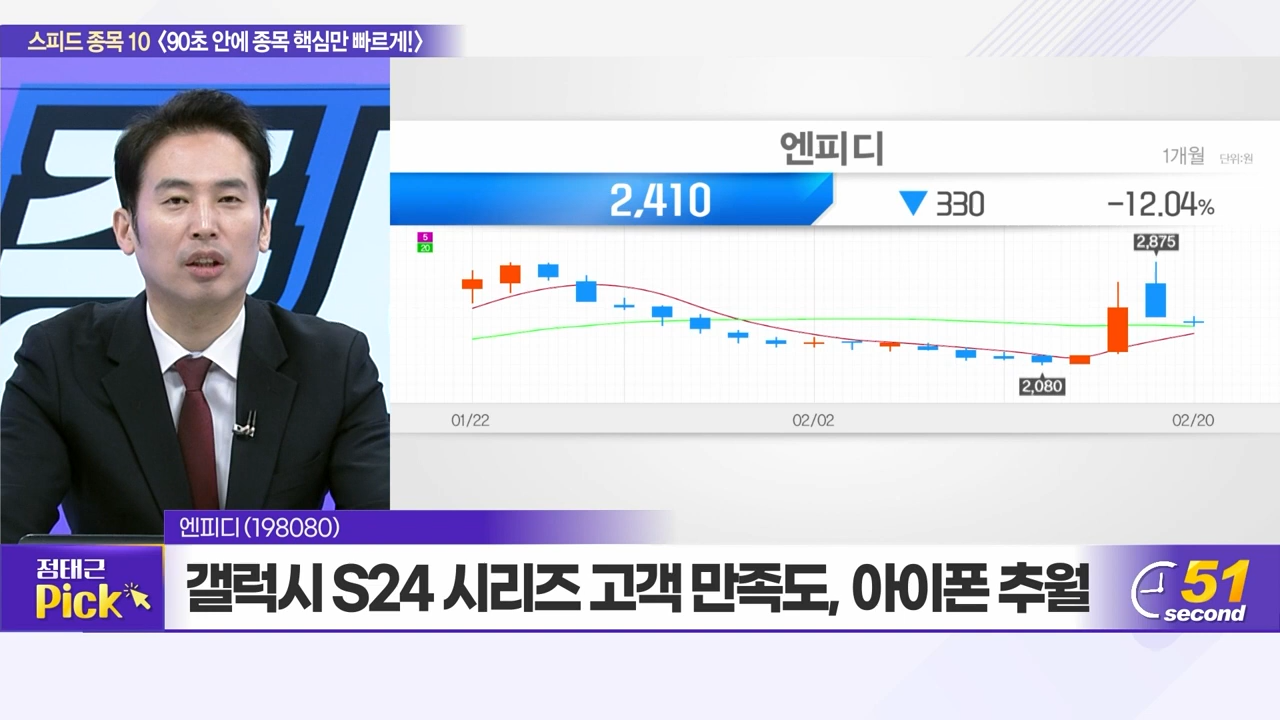 스피드 종목 10 〈90초 안에 종목 핵심만 빠르게!〉
엔피디
1개월 단위:원
2,410 ▼ 330 -12.04%
5
20
2,875
2,080
01/22 02/02 02/20
엔피디(198080)
정태근
Pick
갤럭시 S24 시리즈 고객 만족도, 아이폰 추월
51
second